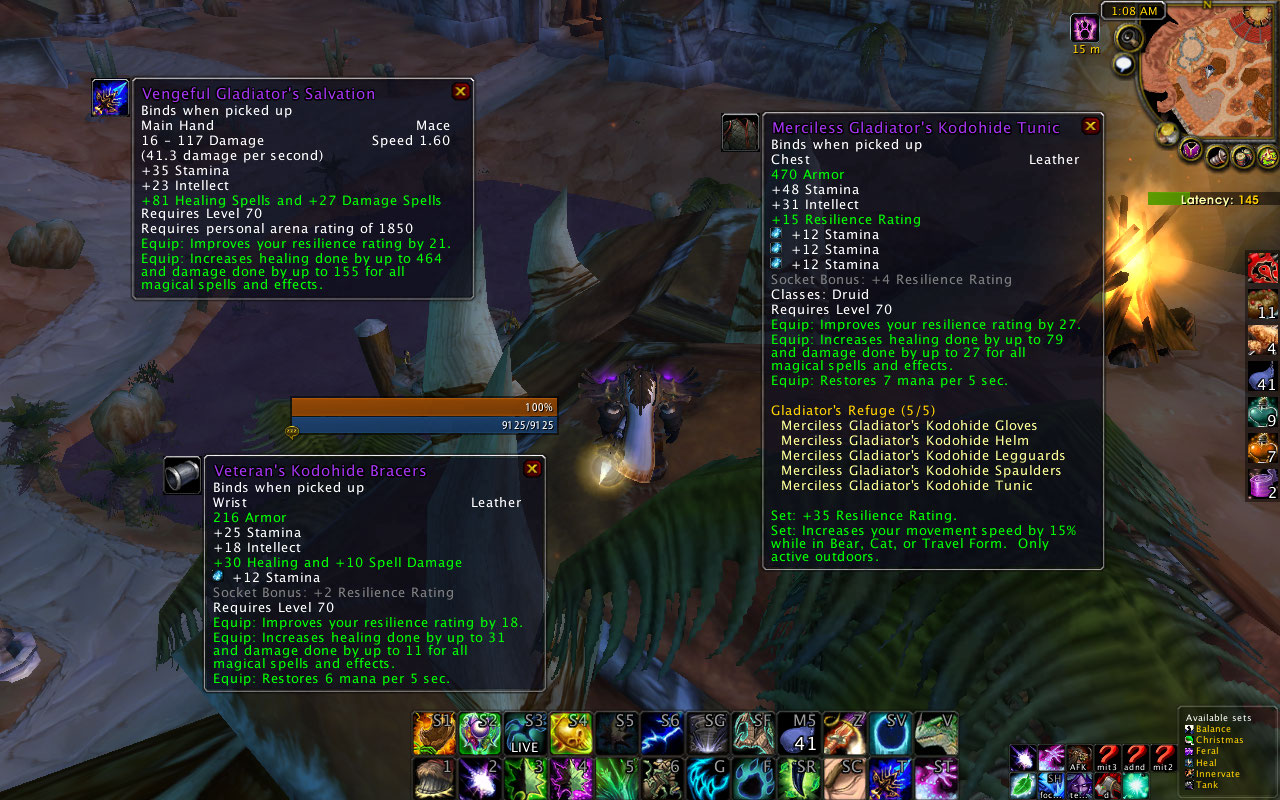 1:08 AM
N
15 m
Vengeful Gladiator's Salvation
Binds when picked up
Main Hand Mace
16 - 117 Damage Speed 1.60
(41.3 damage per second)
+35 Stamina
+23 Intellect
+81 Healing Spells and +27 Damage Spells
Requires Level 70
Requires personal arena rating of 1850
Equip: Improves your resilience rating by 21.
Equip: Increases healing done by up to 464
and damage done by up to 155 for all
magical spells and effects.
Merciless Gladiator's Kodohide Tunic
Binds when picked up
Chest Leather
470 Armor
+48 Stamina
+31 Intellect
+15 Resilience Rating
+12 Stamina
+12 Stamina
+12 Stamina
Socket Bonus: +4 Resilience Rating
Classes: Druid
Requires Level 70
Equip: Improves your resilience rating by 27.
Equip: Increases healing done by up to 79
and damage done by up to 27 for all
magical spells and effects.
Equip: Restores 7 mana per 5 sec.
Gladiator's Refuge (5/5)
Merciless Gladiator's Kodohide Gloves
Merciless Gladiator's Kodohide Helm
Merciless Gladiator's Kodohide Legguards
Merciless Gladiator's Kodohide Spaulders
Merciless Gladiator's Kodohide Tunic
Set: +35 Resilience Rating.
Set: Increases your movement speed by 15%
while in Bear, Cat, or Travel Form. Only
active outdoors.
Latency: 145
11
4
41
9
7
2
100%
9125/9125
Veteran's Kodohide Bracers
Binds when picked up
Wrist Leather
216 Armor
+25 Stamina
+18 Intellect
+30 Healing and +10 Spell Damage
+12 Stamina
Socket Bonus: +2 Resilience Rating
Requires Level 70
Equip: Improves your resilience rating by 18.
Equip: Increases healing done by up to 31
and damage done by up to 11 for all
magical spells and effects.
Equip: Restores 6 mana per 5 sec.
S1 S2 S3 S4 S5 S6 SG SF M5 Z SV V
LIVE 41
1 2 3 4 5 6 G F SR SC T ST
AFK mit3 adnd mit2
SH
foc... te... d
Available sets
Balance
Christmas
Feral
Heal
Innervate
Tank